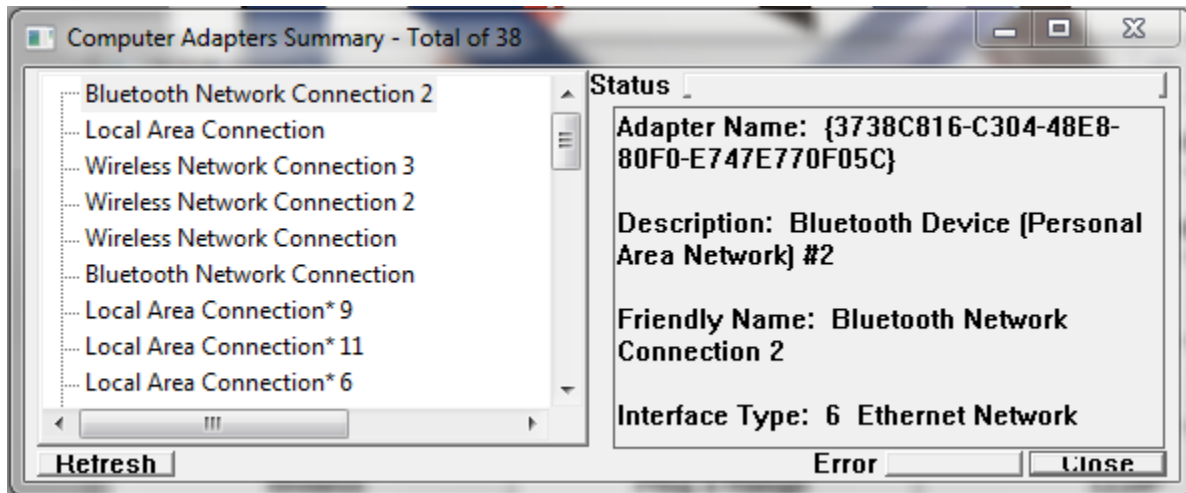 Computer Adapters Summary - Total of 38
Bluetooth Network Connection 2
Local Area Connection
Wireless Network Connection 3
Wireless Network Connection 2
Wireless Network Connection
Bluetooth Network Connection
Local Area Connection* 9
Local Area Connection* 11
Local Area Connection* 6
Status
Adapter Name: {3738C816-C304-48E8-
80F0-E747E770F05C}
Description: Bluetooth Device (Personal
Area Network) #2
Friendly Name: Bluetooth Network
Connection 2
Interface Type: 6 Ethernet Network
Refresh
Error
Close